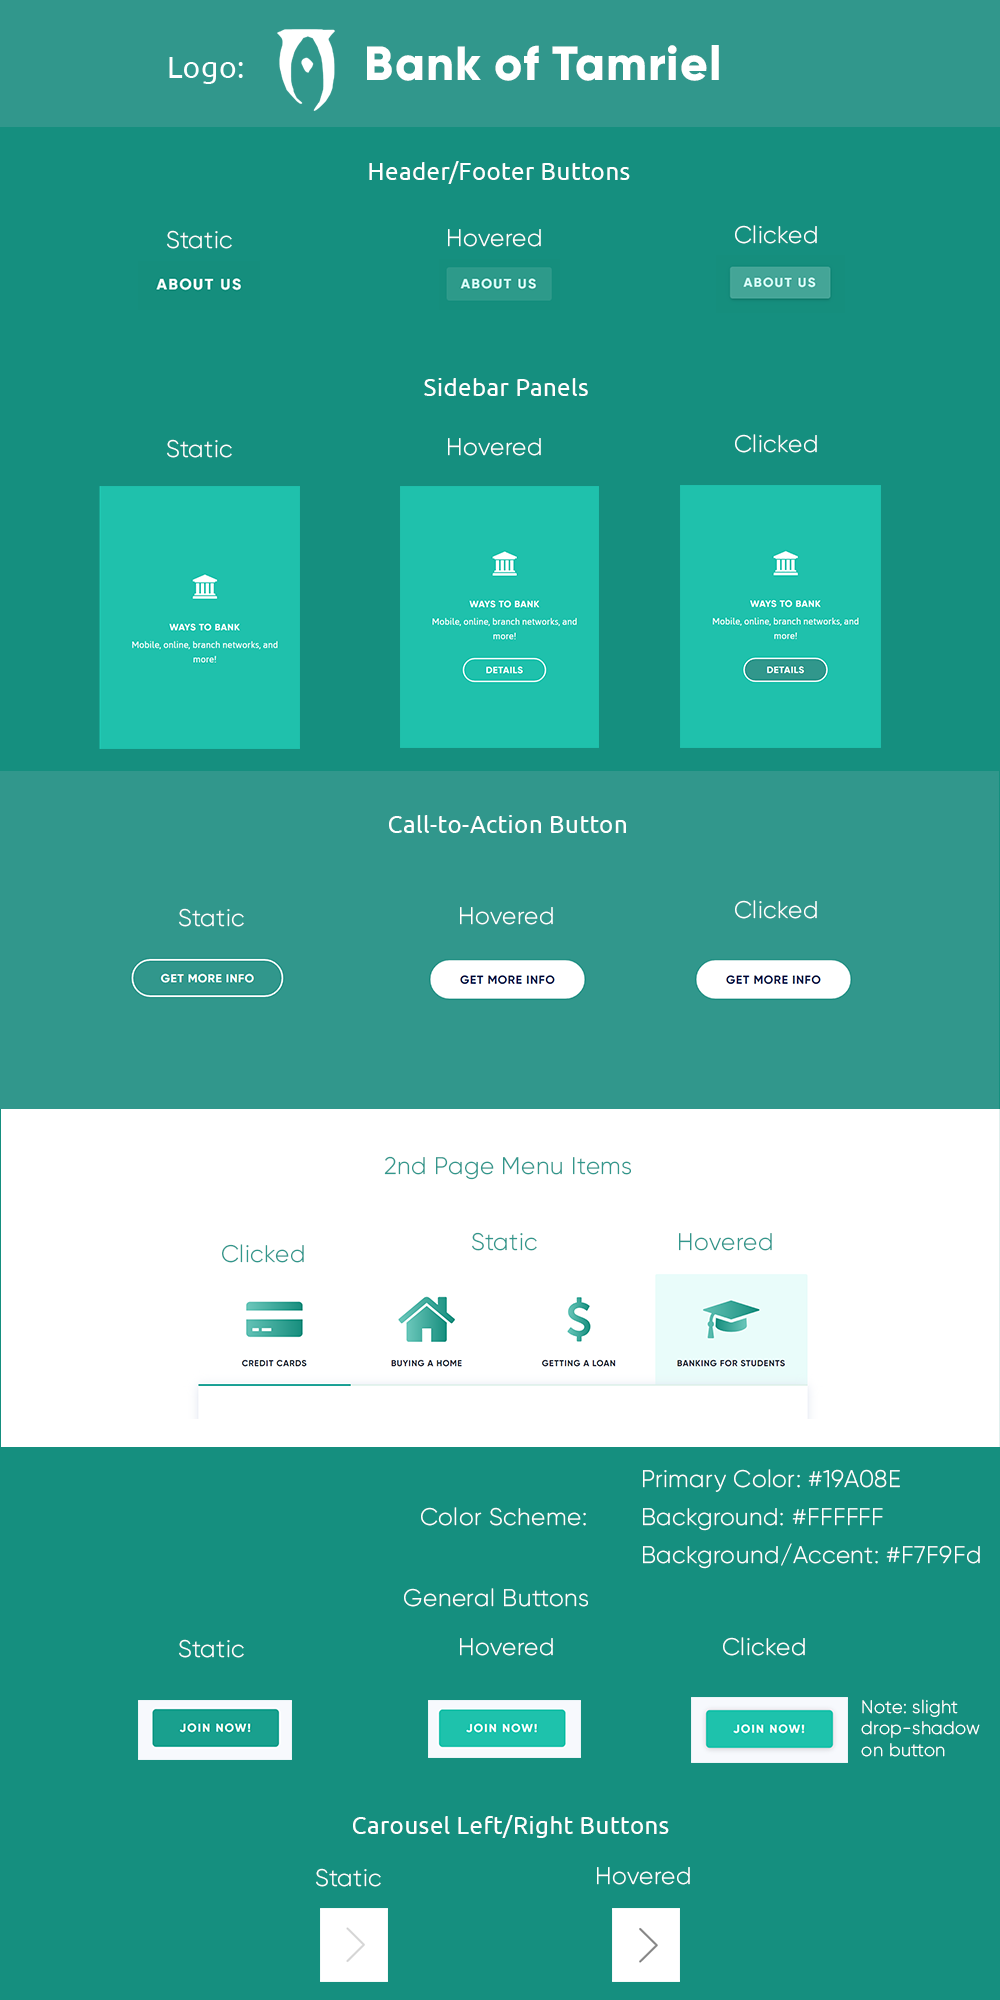 Logo:
Bank of Tamriel
Header/Footer Buttons
Static
Hovered
Clicked
ABOUT US
ABOUT US
ABOUT US
Sidebar Panels
Static
Hovered
Clicked
WAYS TO BANK
Mobile, online, branch networks, and
more!
WAYS TO BANK
Mobile, online, branch networks, and
more!
DETAILS
WAYS TO BANK
Mobile, online, branch networks, and
more!
DETAILS
Call-to-Action Button
Static
Hovered
Clicked
GET MORE INFO
GET MORE INFO
GET MORE INFO
2nd Page Menu Items
Clicked
Static
Hovered
CREDIT CARDS
BUYING A HOME
GETTING A LOAN
BANKING FOR STUDENTS
Color Scheme:
Primary Color: #19A08E
Background: #FFFFFF
Background/Accent: #F7F9Fd
General Buttons
Static
Hovered
Clicked
JOIN NOW!
JOIN NOW!
JOIN NOW!
Note: slight
drop-shadow
on button
Carousel Left/Right Buttons
Static
Hovered